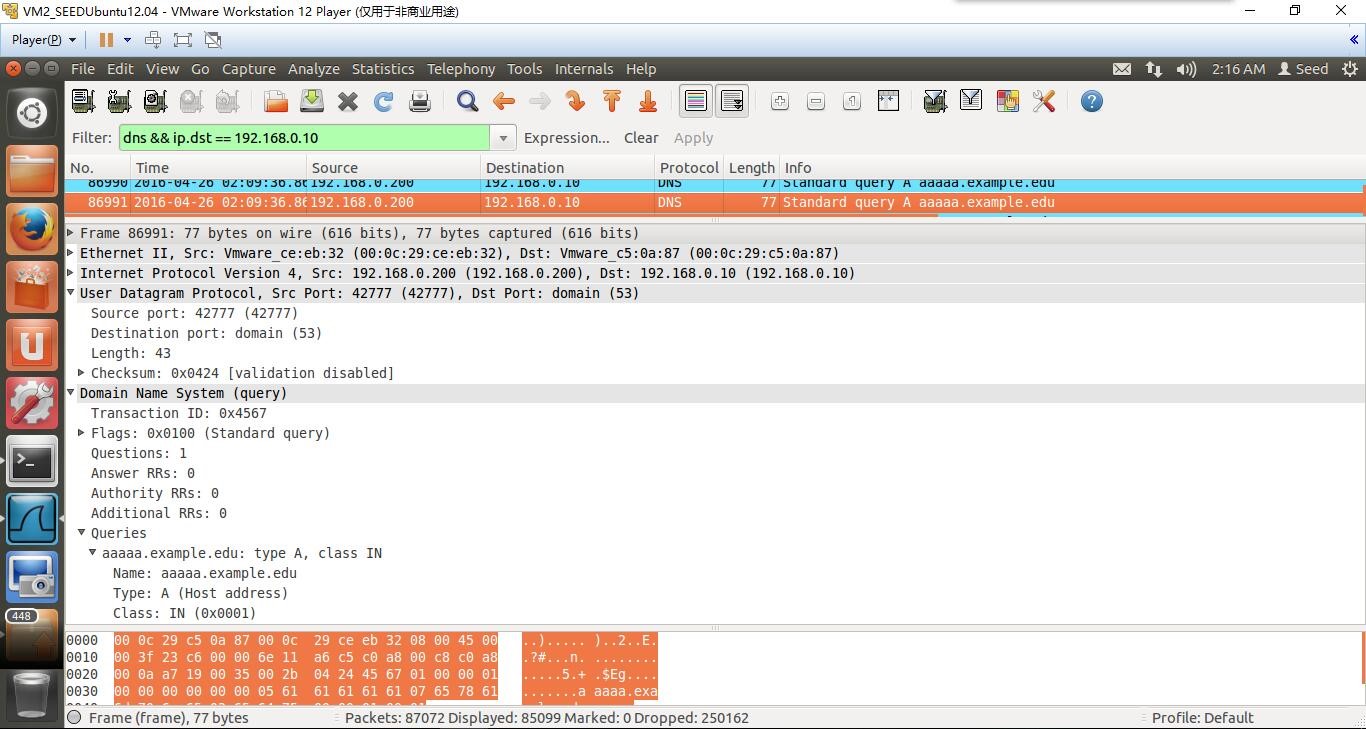 VM2_SEEDUbuntu12.04 - VMware Workstation 12 Player (仅用于非商业用途)
Player(P)
File Edit View Go Capture Analyze Statistics Telephony Tools Internals Help 2:16 AM Seed
Filter: dns && ip.dst == 192.168.0.10 Expression... Clear Apply
No. Time Source Destination Protocol Length Info
86990 2016-04-26 02:09:36.86 192.168.0.200 192.168.0.10 DNS 77 Standard query A aaaaa.example.edu
86991 2016-04-26 02:09:36.86 192.168.0.200 192.168.0.10 DNS 77 Standard query A aaaaa.example.edu
Frame 86991: 77 bytes on wire (616 bits), 77 bytes captured (616 bits)
Ethernet II, Src: Vmware_ce:eb:32 (00:0c:29:ce:eb:32), Dst: Vmware_c5:0a:87 (00:0c:29:c5:0a:87)
Internet Protocol Version 4, Src: 192.168.0.200 (192.168.0.200), Dst: 192.168.0.10 (192.168.0.10)
User Datagram Protocol, Src Port: 42777 (42777), Dst Port: domain (53)
Source port: 42777 (42777)
Destination port: domain (53)
Length: 43
Checksum: 0x0424 [validation disabled]
Domain Name System (query)
Transaction ID: 0x4567
Flags: 0x0100 (Standard query)
Questions: 1
Answer RRs: 0
Authority RRs: 0
Additional RRs: 0
Queries
aaaaa.example.edu: type A, class IN
Name: aaaaa.example.edu
Type: A (Host address)
Class: IN (0x0001)
448
0000 00 0c 29 c5 0a 87 00 0c 29 ce eb 32 08 00 45 00 ..)..... )..2..E.
0010 00 3f 23 c6 00 00 6e 11 a6 c5 c0 a8 00 c8 c0 a8 .?#...n. ........
0020 00 0a a7 19 00 35 00 2b 04 24 45 67 01 00 00 01 .....5.+ .$Eg....
0030 00 00 00 00 00 00 05 61 61 61 61 61 07 65 78 61 .......a aaaa.exa
Frame (frame), 77 bytes Packets: 87072 Displayed: 85099 Marked: 0 Dropped: 250162 Profile: Default